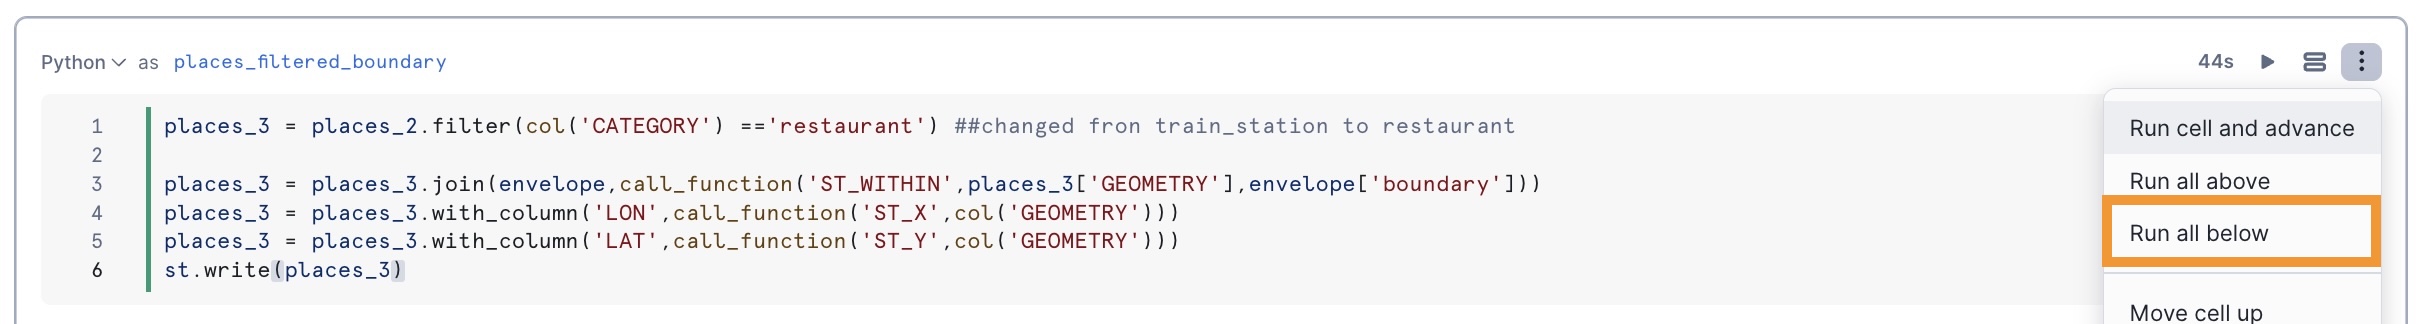 Python as places_filtered_boundary 44s
1 places_3 = places_2.filter(col('CATEGORY') =='restaurant') ##changed fron train_station to restaurant
2
3 places_3 = places_3.join(envelope,call_function('ST_WITHIN',places_3['GEOMETRY'],envelope['boundary']))
4 places_3 = places_3.with_column('LON',call_function('ST_X',col('GEOMETRY')))
5 places_3 = places_3.with_column('LAT',call_function('ST_Y',col('GEOMETRY')))
6 st.write(places_3)
Run cell and advance
Run all above
Run all below
Move cell up